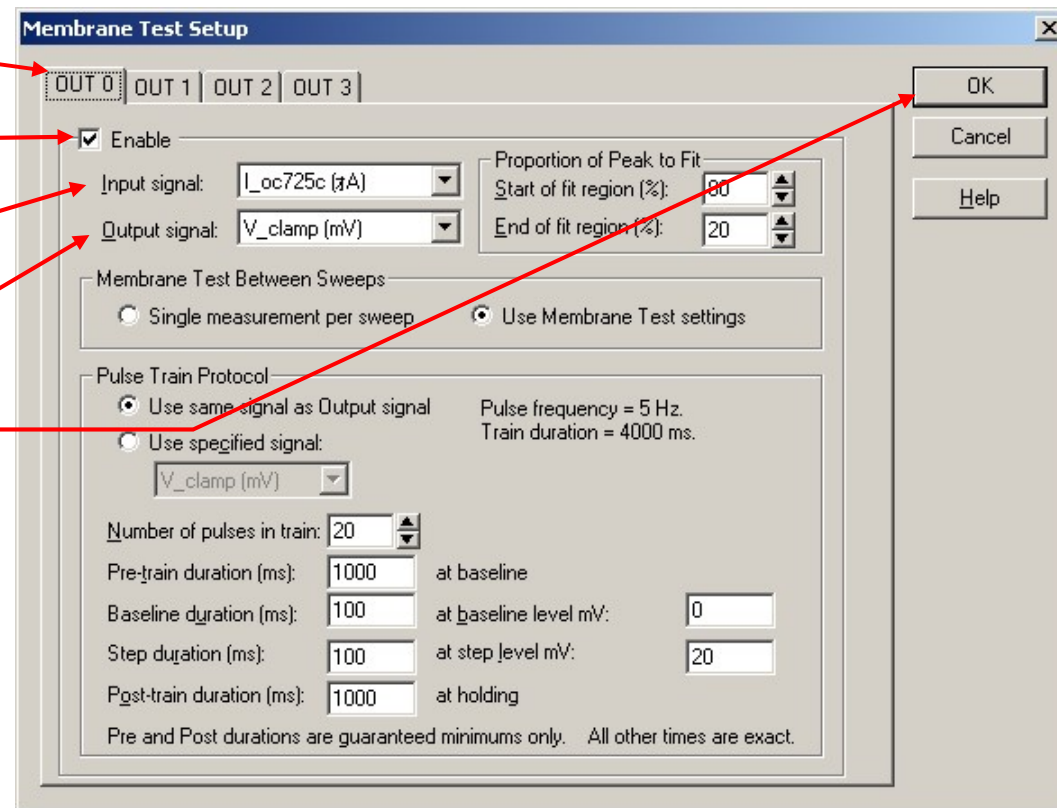 Membrane Test Setup
OUT 0 OUT 1 OUT 2 OUT 3
OK
Cancel
Help
Enable
Input signal: I_oc725c
Output signal: V_clamp (mV)
Proportion of Peak to Fit
Start of fit region (%): 80
End of fit region (%): 20
Membrane Test Between Sweeps
Single measurement per sweep Use Membrane Test settings
Pulse Train Protocol
Use same signal as Output signal
Use specified signal:
V_clamp (mV)
Pulse frequency = 5 Hz.
Train duration = 4000 ms.
Number of pulses in train: 20
Pre-train duration (ms): 1000 at baseline
Baseline duration (ms): 100 at baseline level mV: 0
Step duration (ms): 100 at step level mV: 20
Post-train duration (ms): 1000 at holding
Pre and Post durations are guaranteed minimums only. All other times are exact.